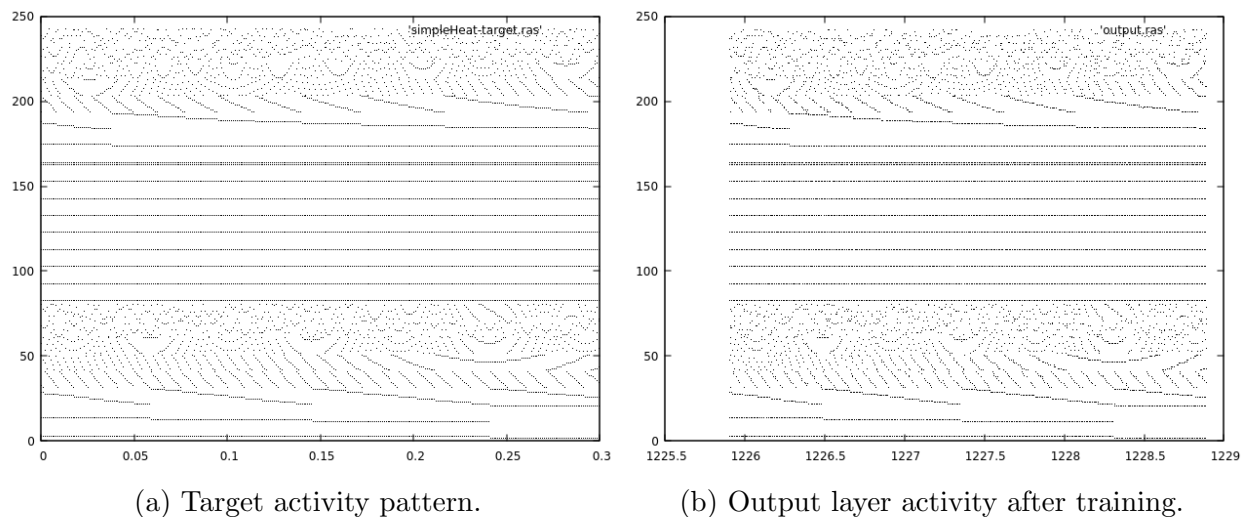 250
'simpleHeat-target.ras'
200
150
100
50
0
0 0.05 0.1 0.15 0.2 0.25 0.3
250
'output.ras'
200
150
100
50
0
1225.5 1226 1226.5 1227 1227.5 1228 1228.5 1229
(a) Target activity pattern.
(b) Output layer activity after training.